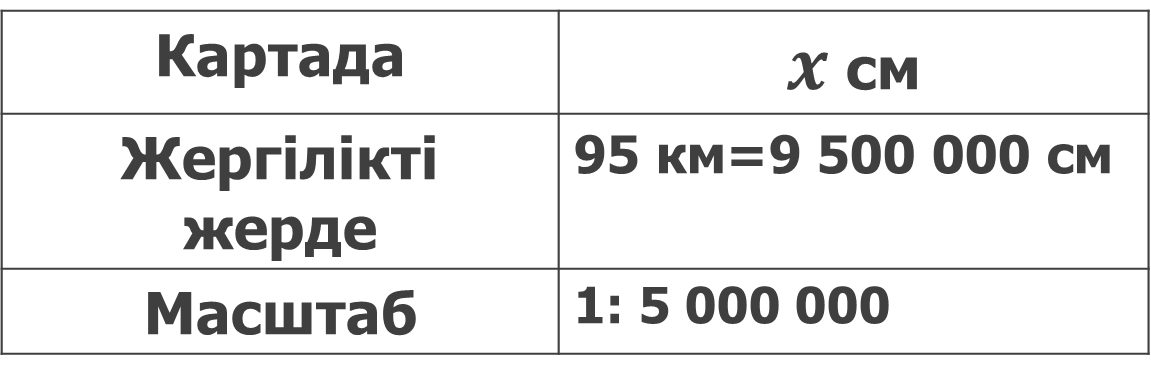 Картада
x см
Жергілікті
жерде
95 км=9 500 000 см
Масштаб
1: 5 000 000